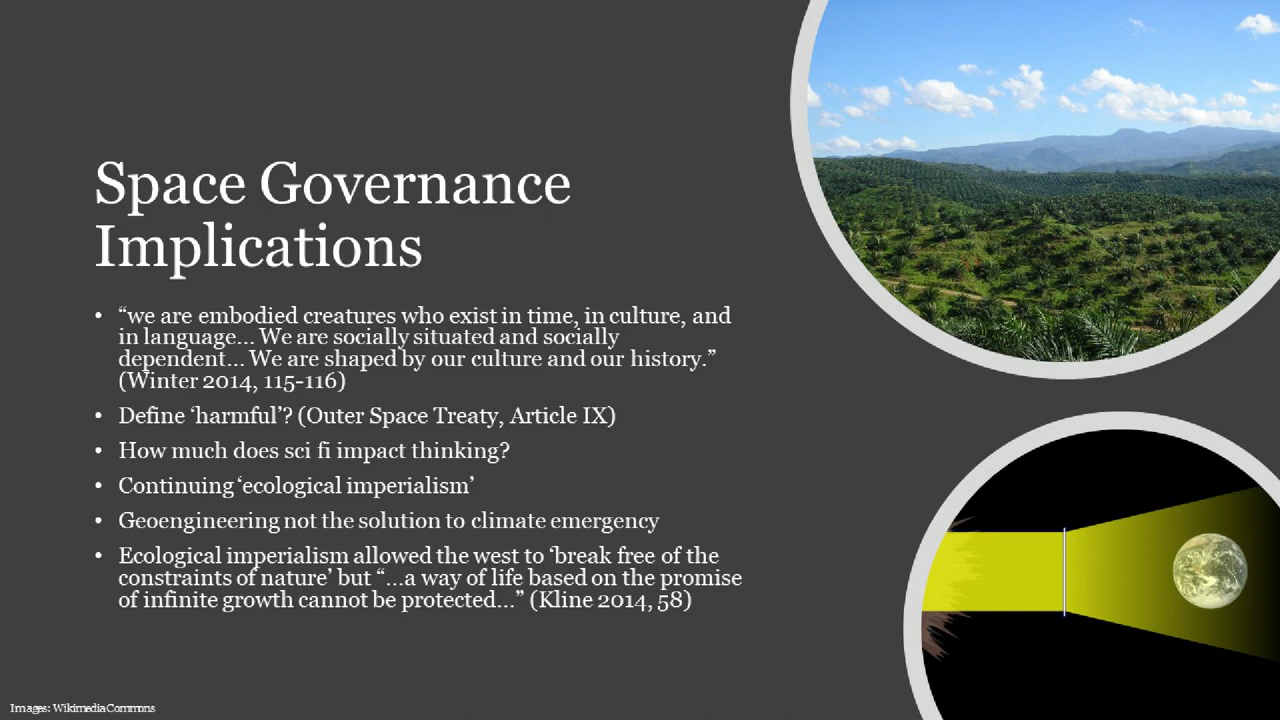 Space Governance
Implications
• “we are embodied creatures who exist in time, in culture, and
in language... We are socially situated and socially
dependent... We are shaped by our culture and our history.”
(Winter 2014, 115-116)
• Define ‘harmful’? (Outer Space Treaty, Article IX)
• How much does sci fi impact thinking?
• Continuing ‘ecological imperialism’
• Geoengineering not the solution to climate emergency
• Ecological imperialism allowed the west to ‘break free of the
constraints of nature’ but “...a way of life based on the promise
of infinite growth cannot be protected...” (Kline 2014, 58)
Images: Wikimedia Commons